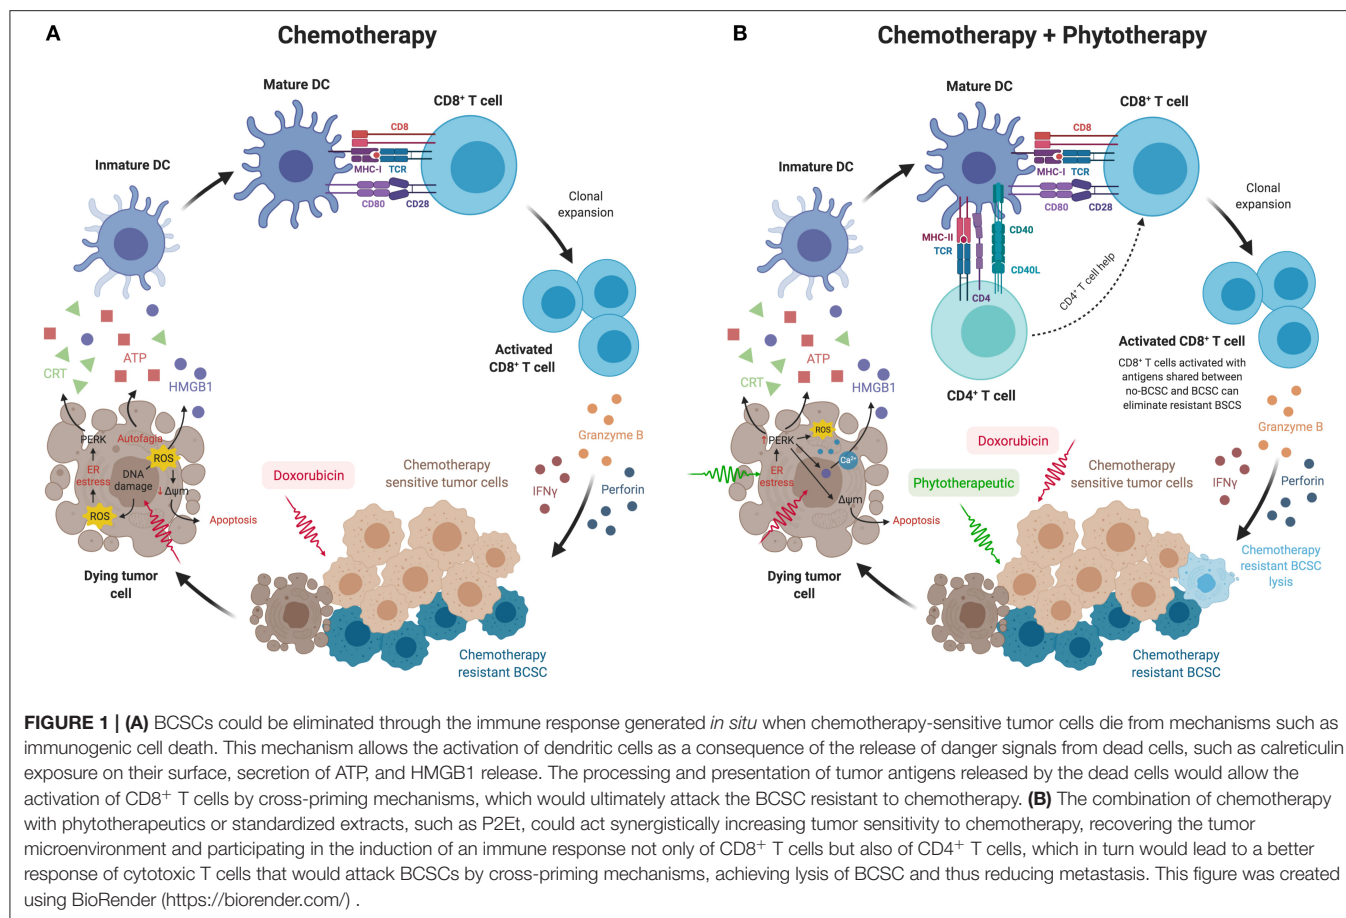 A
Chemotherapy
Mature DC
CD8+ T cell
CD8
MHC-I
TCR
CD80
CD28
Inmature DC
Clonal
expansion
Activated
CD8+ T cell
CRT
ATP
HMGB1
PERK
Autofagia
ROS
ER
estress
DNA
damage
↓Δψm
ROS
Apoptosis
Dying tumor
cell
Doxorubicin
Granzyme B
IFNγ
Perforin
Chemotherapy
sensitive tumor cells
Chemotherapy
resistant BCSC
B
Chemotherapy + Phytotherapy
Mature DC
CD8+ T cell
CD8
MHC-I
TCR
CD80
CD28
Inmature DC
MHC-II
TCR
CD40
CD40L
CD4
CD4+ T cell help
CD4+ T cell
Clonal
expansion
Activated CD8+ T cell
CD8+ T cells activated with
antigens shared between
no-BCSC and BCSC can
eliminate resistant BSCS
CRT
ATP
HMGB1
↑PERK
ROS
Ca2+
ER
estress
Δψm
Apoptosis
Dying tumor
cell
Doxorubicin
Phytotherapeutic
Granzyme B
IFNγ
Perforin
Chemotherapy
sensitive tumor cells
Chemotherapy
resistant BCSC
lysis
Chemotherapy
resistant BCSC
FIGURE 1 | (A) BCSCs could be eliminated through the immune response generated in situ when chemotherapy-sensitive tumor cells die from mechanisms such as
immunogenic cell death. This mechanism allows the activation of dendritic cells as a consequence of the release of danger signals from dead cells, such as calreticulin
exposure on their surface, secretion of ATP, and HMGB1 release. The processing and presentation of tumor antigens released by the dead cells would allow the
activation of CD8+ T cells by cross-priming mechanisms, which would ultimately attack the BCSC resistant to chemotherapy. (B) The combination of chemotherapy
with phytotherapeutics or standardized extracts, such as P2Et, could act synergistically increasing tumor sensitivity to chemotherapy, recovering the tumor
microenvironment and participating in the induction of an immune response not only of CD8+ T cells but also of CD4+ T cells, which in turn would lead to a better
response of cytotoxic T cells that would attack BCSCs by cross-priming mechanisms, achieving lysis of BCSC and thus reducing metastasis. This figure was created
using BioRender (https://biorender.com/) .